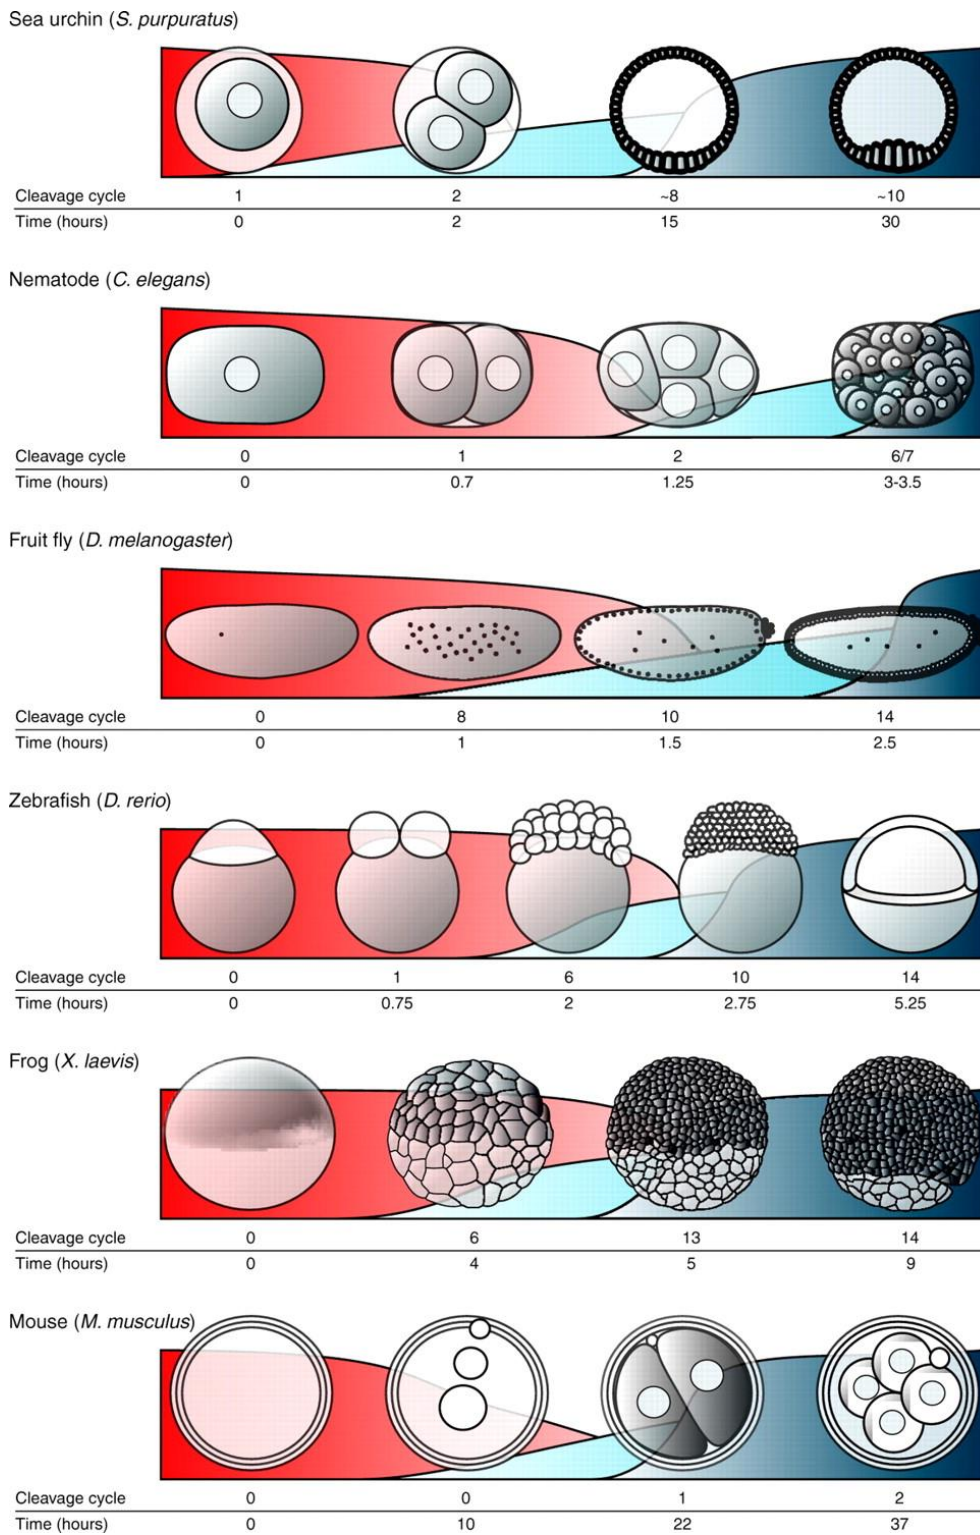 Sea urchin (S. purpuratus)
Cleavage cycle 1 2 ~8 ~10
Time (hours) 0 2 15 30
Nematode (C. elegans)
Cleavage cycle 0 1 2 6/7
Time (hours) 0 0.7 1.25 3-3.5
Fruit fly (D. melanogaster)
Cleavage cycle 0 8 10 14
Time (hours) 0 1 1.5 2.5
Zebrafish (D. rerio)
Cleavage cycle 0 1 6 10 14
Time (hours) 0 0.75 2 2.75 5.25
Frog (X. laevis)
Cleavage cycle 0 6 13 14
Time (hours) 0 4 5 9
Mouse (M. musculus)
Cleavage cycle 0 0 1 2
Time (hours) 0 10 22 37